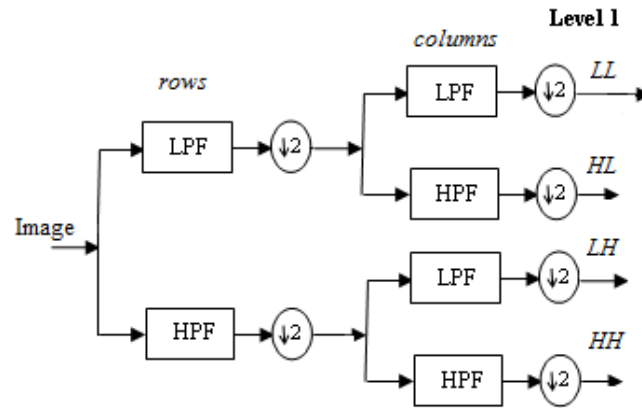 Level 1
columns
LL
rows
LPF
↓2
LPF
↓2
HL
HPF
↓2
Image
LH
LPF
↓2
HPF
↓2
HH
HPF
↓2